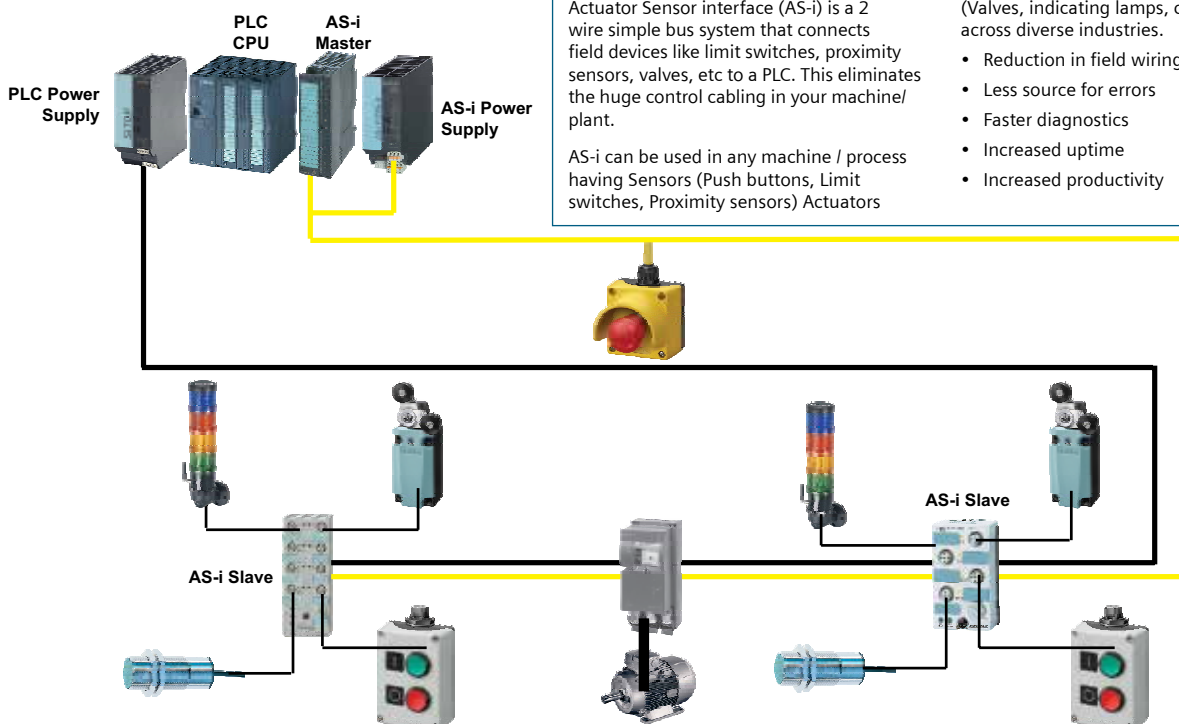 PLC
CPU
AS-i
Master
PLC Power
Supply
AS-i Power
Supply
Actuator Sensor interface (AS-i) is a 2
wire simple bus system that connects
field devices like limit switches, proximity
sensors, valves, etc to a PLC. This eliminates
the huge control cabling in your machine/
plant.
AS-i can be used in any machine / process
having Sensors (Push buttons, Limit
switches, Proximity sensors) Actuators
(Valves, indicating lamps,
across diverse industries.
• Reduction in field wiring
• Less source for errors
• Faster diagnostics
• Increased uptime
• Increased productivity
AS-i Slave
AS-i Slave